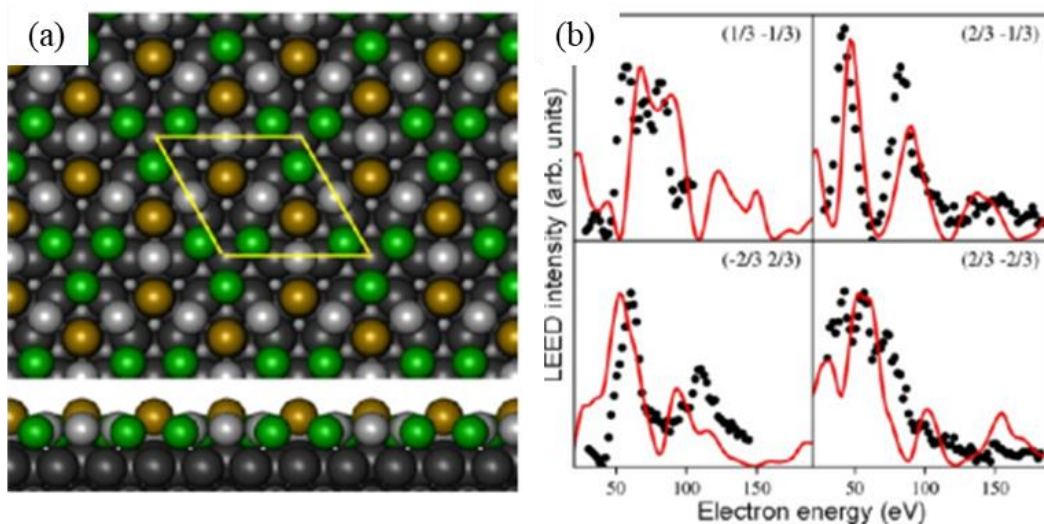 (a)
(b)
(1/3 -1/3)
(2/3 -1/3)
(-2/3 2/3)
(2/3 -2/3)
LEED intensity (arb. units)
50 100 150
50 100 150
Electron energy (eV)